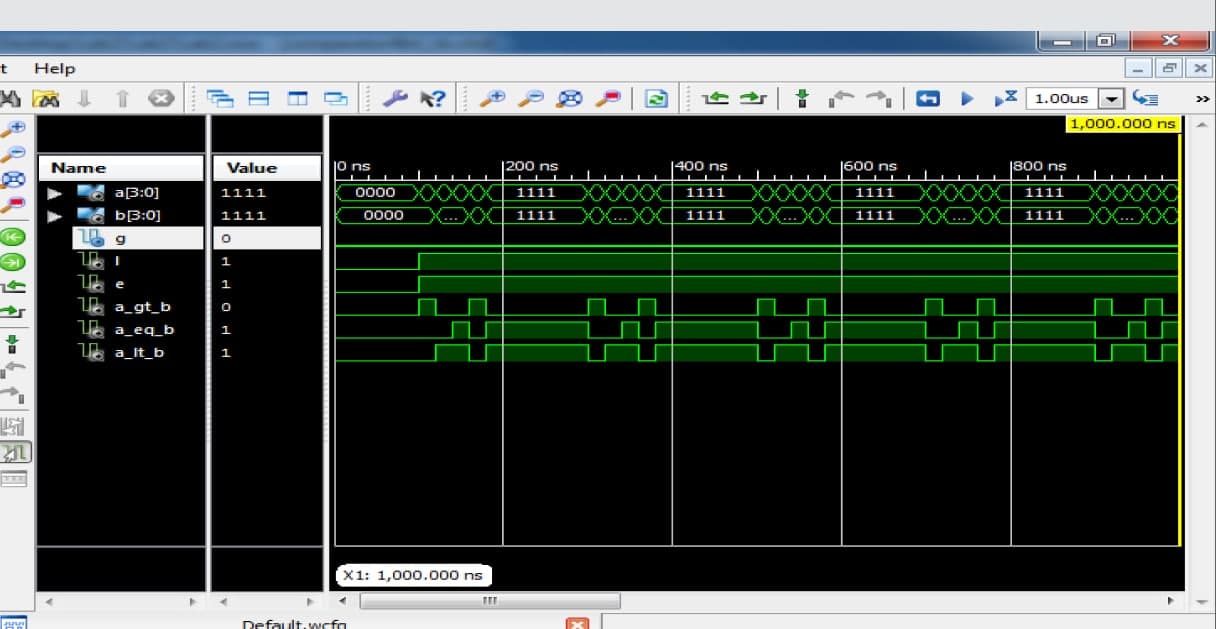 t Help
1.00us
»
1,000.000 ns
Name Value
0 ns 200 ns 400 ns 600 ns 800 ns
a[3:0] 1111 0000 1111 1111 1111 1111
b[3:0] 1111 0000 ... 1111 ... 1111 ... 1111 ... 1111 ...
g 0
l 1
e 1
a_gt_b 0
a_eq_b 1
a_lt_b 1
X1: 1,000.000 ns
Default.wcfg